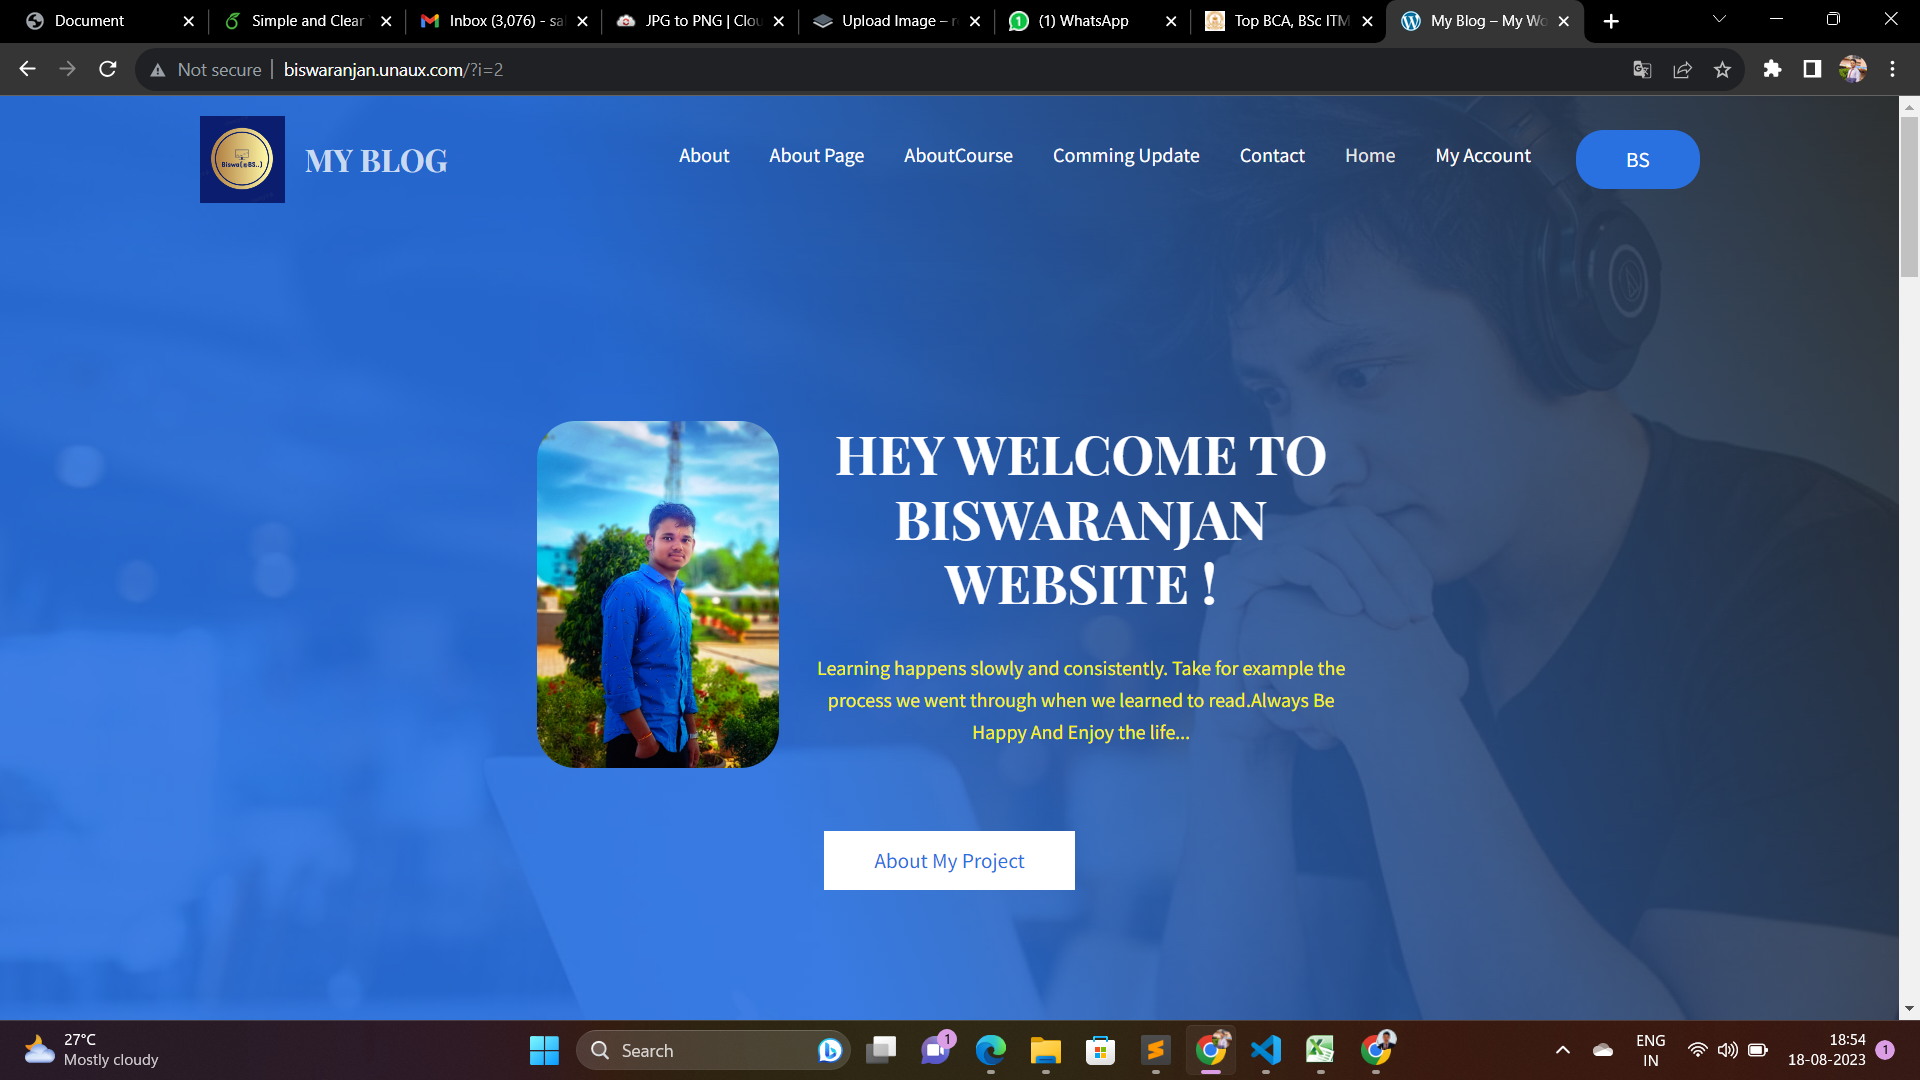 Document
Simple and Clear
Inbox (3,076) - sa
JPG to PNG | Clou
Upload Image – r
(1) WhatsApp
Top BCA, BSc ITM
My Blog – My Wo
Not secure
biswaranjan.unaux.com/?i=2
MY BLOG
About
About Page
AboutCourse
Comming Update
Contact
Home
My Account
BS
HEY WELCOME TO
BISWARANJAN
WEBSITE !
Learning happens slowly and consistently. Take for example the
process we went through when we learned to read.Always Be
Happy And Enjoy the life...
About My Project
27°C
Mostly cloudy
Search
1
ENG
IN
18:54
18-08-2023
1